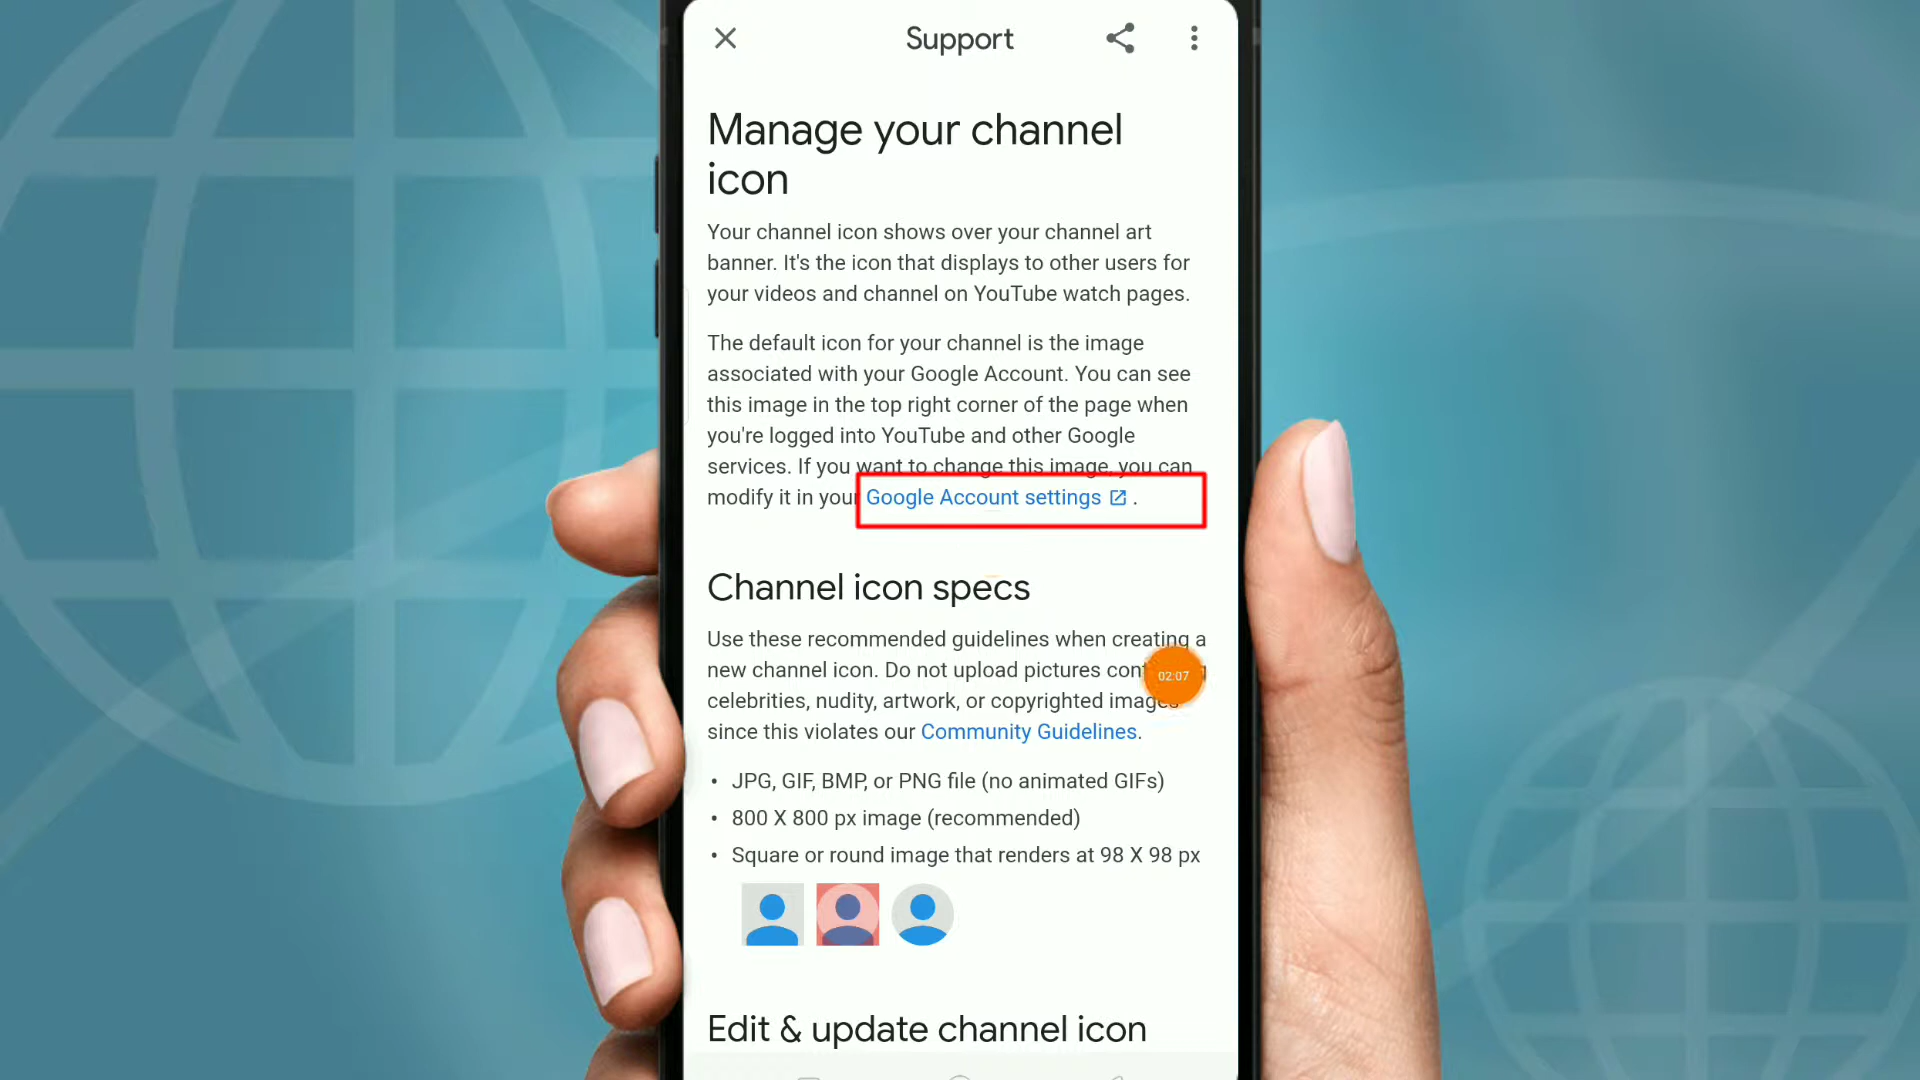 Support
Manage your channel
icon
Your channel icon shows over your channel art
banner. It's the icon that displays to other users for
your videos and channel on YouTube watch pages.
The default icon for your channel is the image
associated with your Google Account. You can see
this image in the top right corner of the page when
you're logged into YouTube and other Google
services. If you want to change this image, you can
modify it in your Google Account settings .
Channel icon specs
Use these recommended guidelines when creating a
new channel icon. Do not upload pictures
celebrities, nudity, artwork, or copyrighted images
02:07
since this violates our Community Guidelines.
• JPG, GIF, BMP, or PNG file (no animated GIFs)
• 800 X 800 px image (recommended)
• Square or round image that renders at 98 X 98 px
Edit & update channel icon